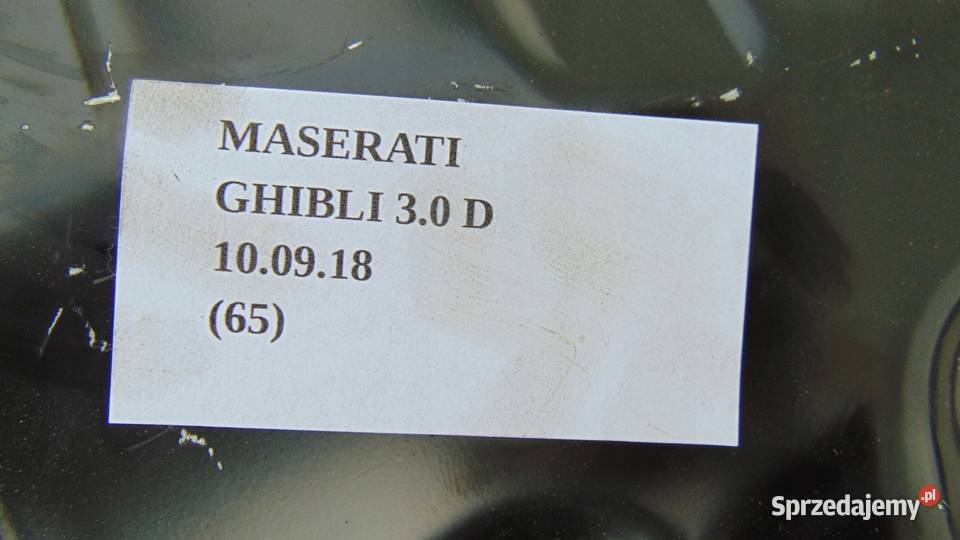 MASERATI
GHIBLI 3.0 D
10.09.18
(65)
Sprzedajemy.pl